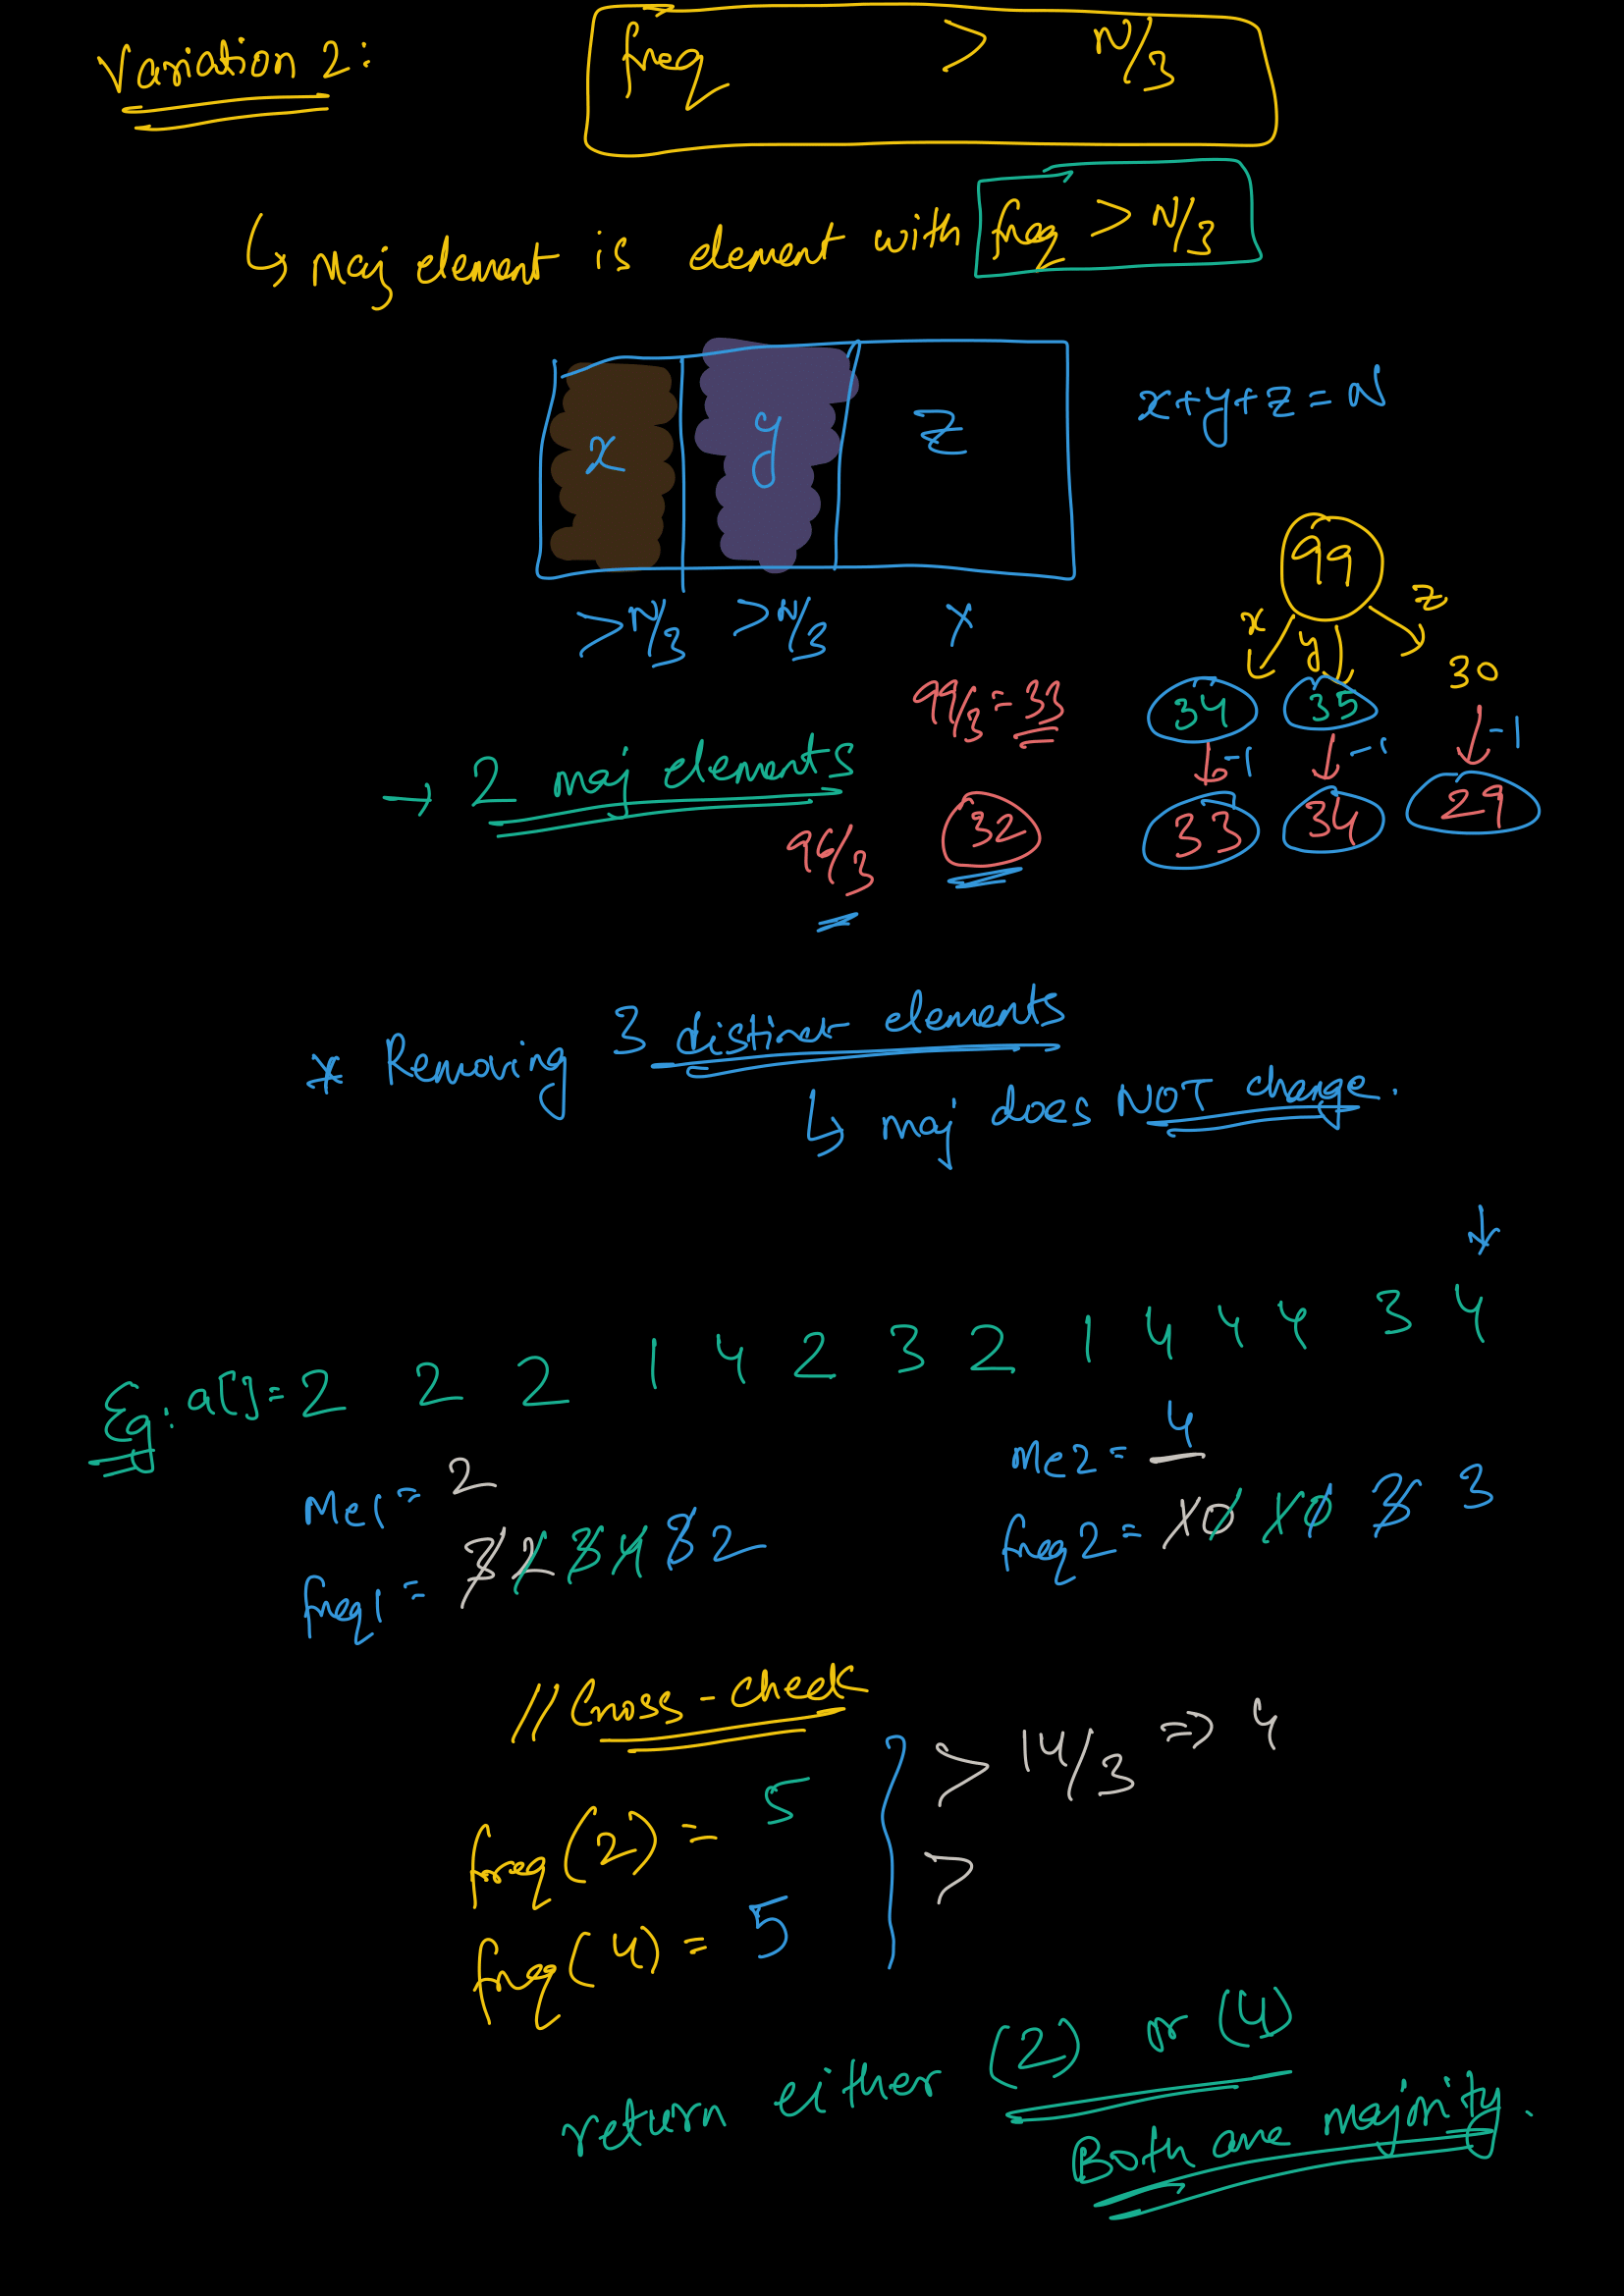 Variation 2: freq > N/3
↳ Maj element is element with freq > N/3
x y z x+y+z = N
>N/3 >N/3 X
99
x y z
99/3 = 33 34 35 30
-1 -1 -1
→ 2 maj elements
96/3 32 33 34 29
* Removing 3 distinct elements
↳ maj does NOT change.
Eg: a[] = 2 2 2 1 4 2 3 2 1 4 4 4 3 4
Me1 = 2 Me2 = 4
freq1 = 3 2 3 4 3 2 freq2 = 1 0 1 0 3 3
// Cross-check
freq(2) = 5 > 14/3 => 4
freq(4) = 5 >
return either (2) or (4)
Both are majority.